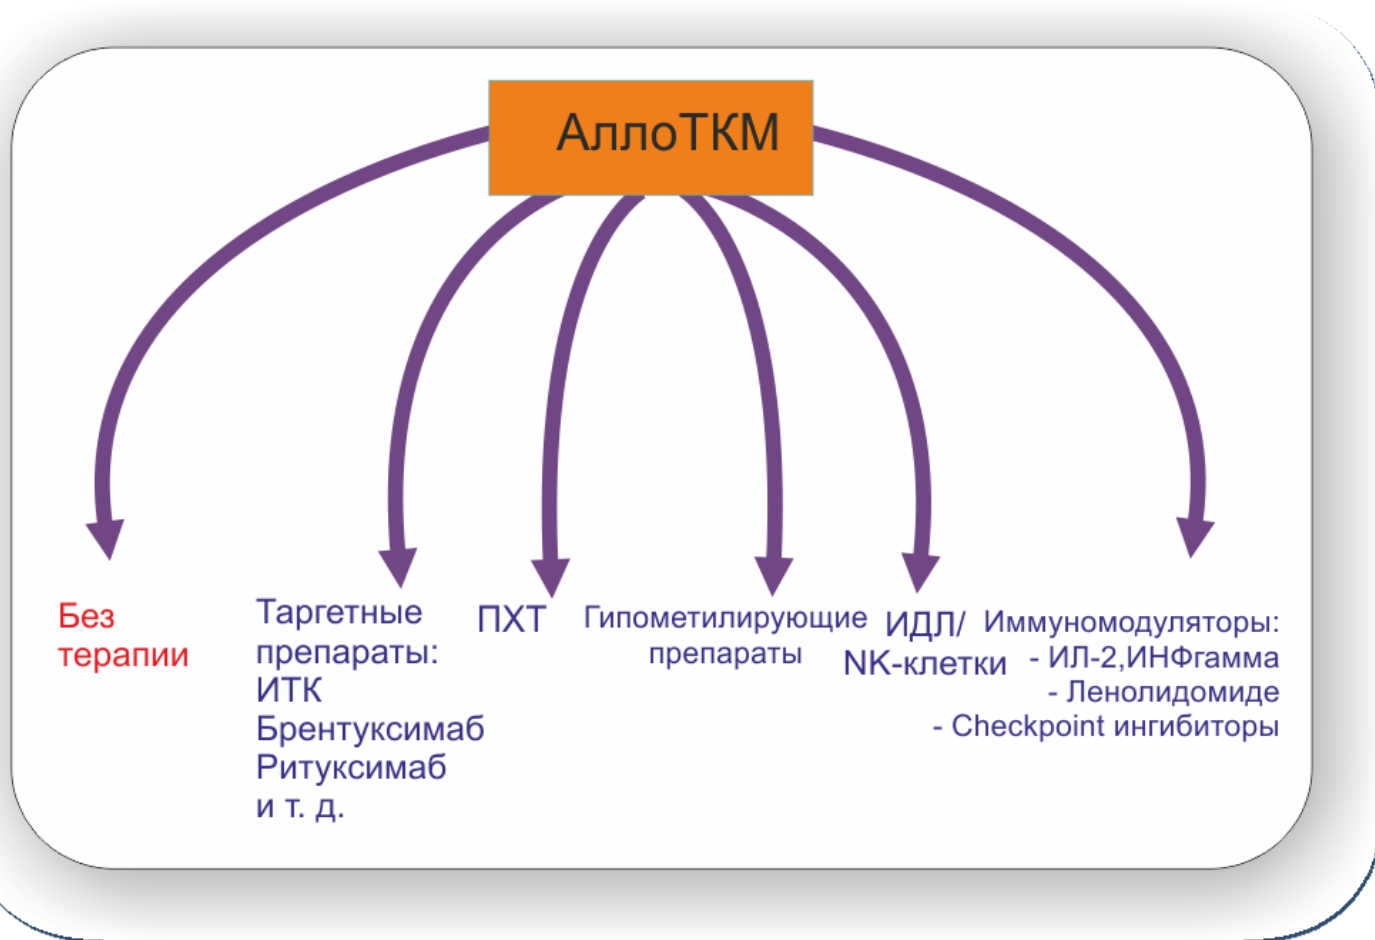 АллоТКМ
Без
терапии
Таргетные
препараты:
ИТК
Брентуксимаб
Ритуксимаб
и т. д.
ПХТ
Гипометилирующие
препараты
ИДЛ/
NK-клетки
Иммуномодуляторы:
- ИЛ-2,ИНФгамма
- Ленолидомиде
- Checkpoint ингибиторы